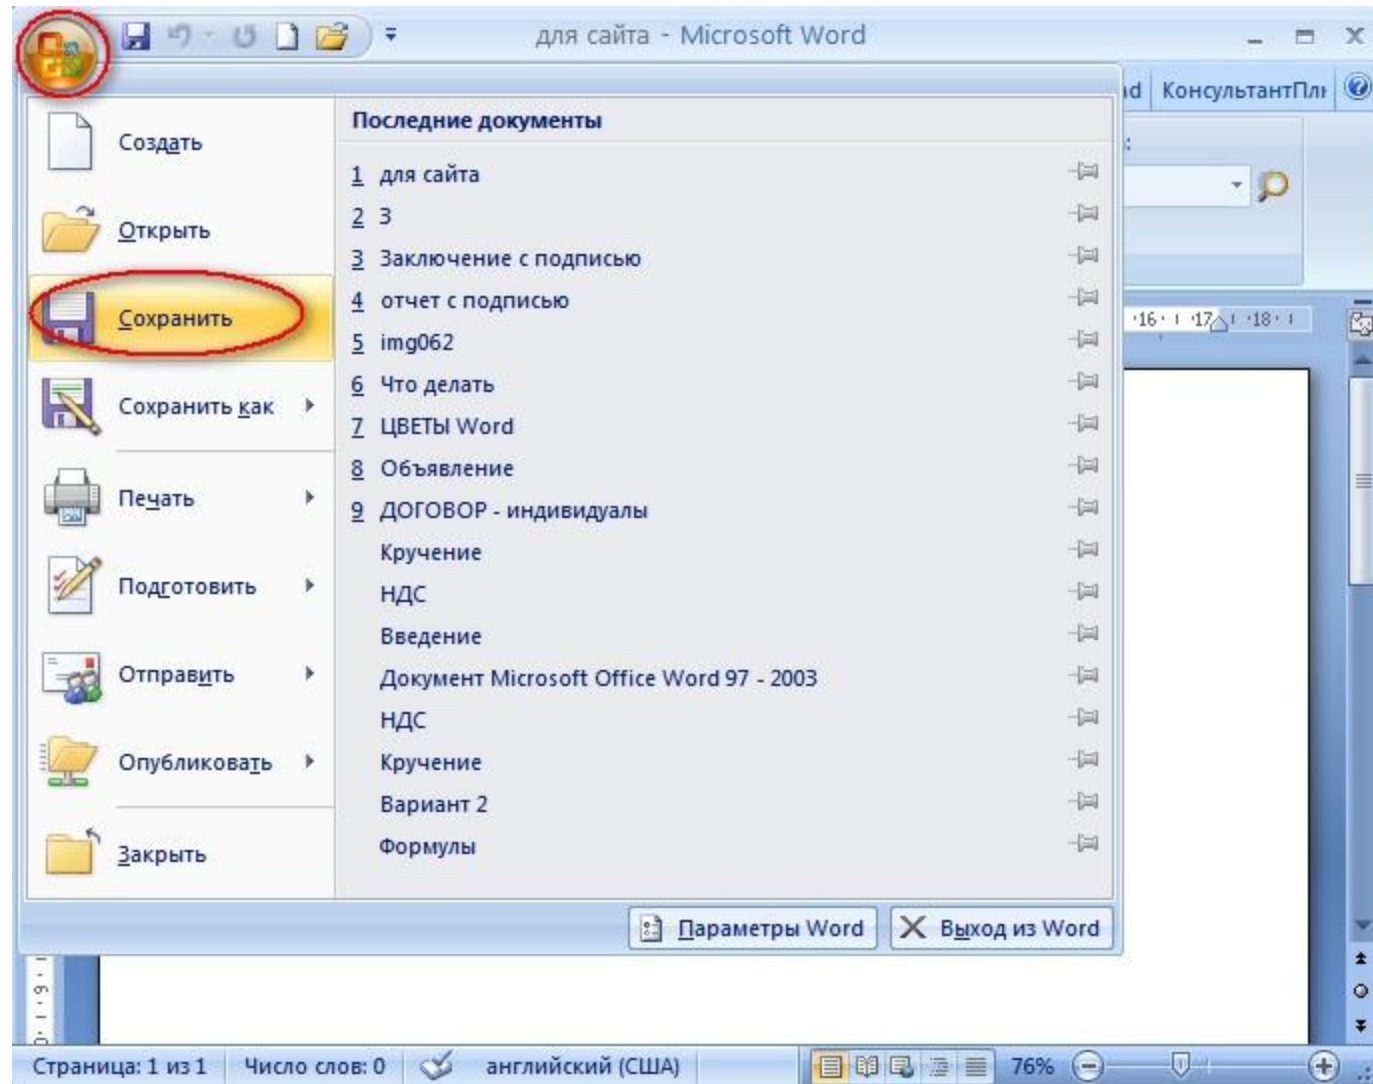 для сайта - Microsoft Word
КонсультантПл
Создать
Открыть
Сохранить
Сохранить как
Печать
Подготовить
Отправить
Опубликовать
Закрыть
Последние документы
1 для сайта
2 3
3 Заключение с подписью
4 отчет с подписью
5 img062
6 Что делать
7 ЦВЕТЫ Word
8 Объявление
9 ДОГОВОР - индивидуалы
Кручение
НДС
Введение
Документ Microsoft Office Word 97 - 2003
НДС
Кручение
Вариант 2
Формулы
16 17 18
Параметры Word
Выход из Word
Страница: 1 из 1
Число слов: 0
английский (США)
76%